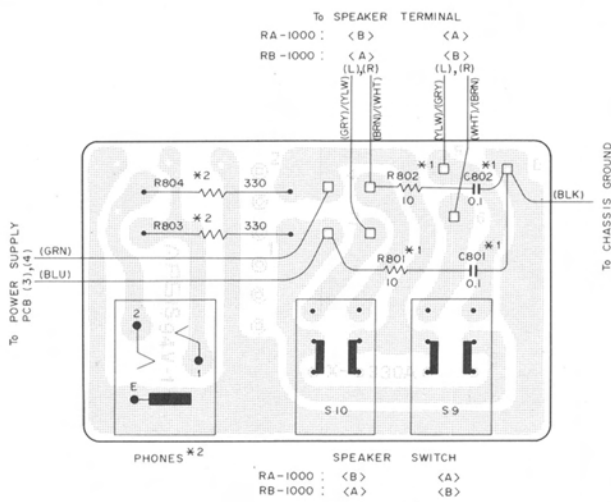 To SPEAKER TERMINAL
RA-1000 : <B> <A>
RB-1000 : <A> <B>
(L),(R) (L),(R)
(GRY)/(YLW)
(BRN)/(WHT)
(YLW)/(GRY)
(WHT)/(BRN)
*1 *1
R802 C802
10 0.1
R804 *2 330
R803 *2 330
(BLK)
To CHASSIS GROUND
(GRN)
(BLU)
To POWER SUPPLY
PCB (3),(4)
R801 *1 C801 *1
10 0.1
2
1
E
S10 S9
PHONES *2
SPEAKER SWITCH
RA-1000 : <B> <A>
RB-1000 : <A> <B>